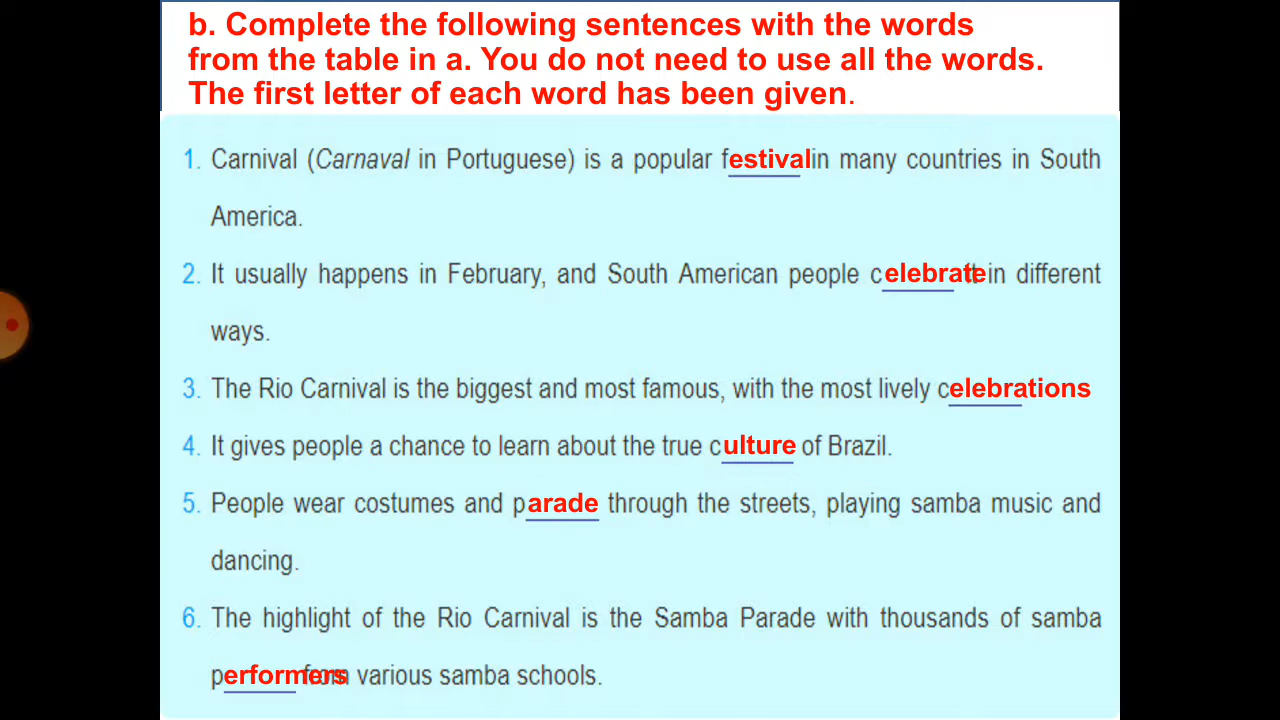 b. Complete the following sentences with the words
from the table in a. You do not need to use all the words.
The first letter of each word has been given.
1. Carnival (Carnaval in Portuguese) is a popular festival in many countries in South
America.
2. It usually happens in February, and South American people celebrate it in different
ways.
3. The Rio Carnival is the biggest and most famous, with the most lively celebrations
4. It gives people a chance to learn about the true culture of Brazil.
5. People wear costumes and parade through the streets, playing samba music and
dancing.
6. The highlight of the Rio Carnival is the Samba Parade with thousands of samba
performers from various samba schools.